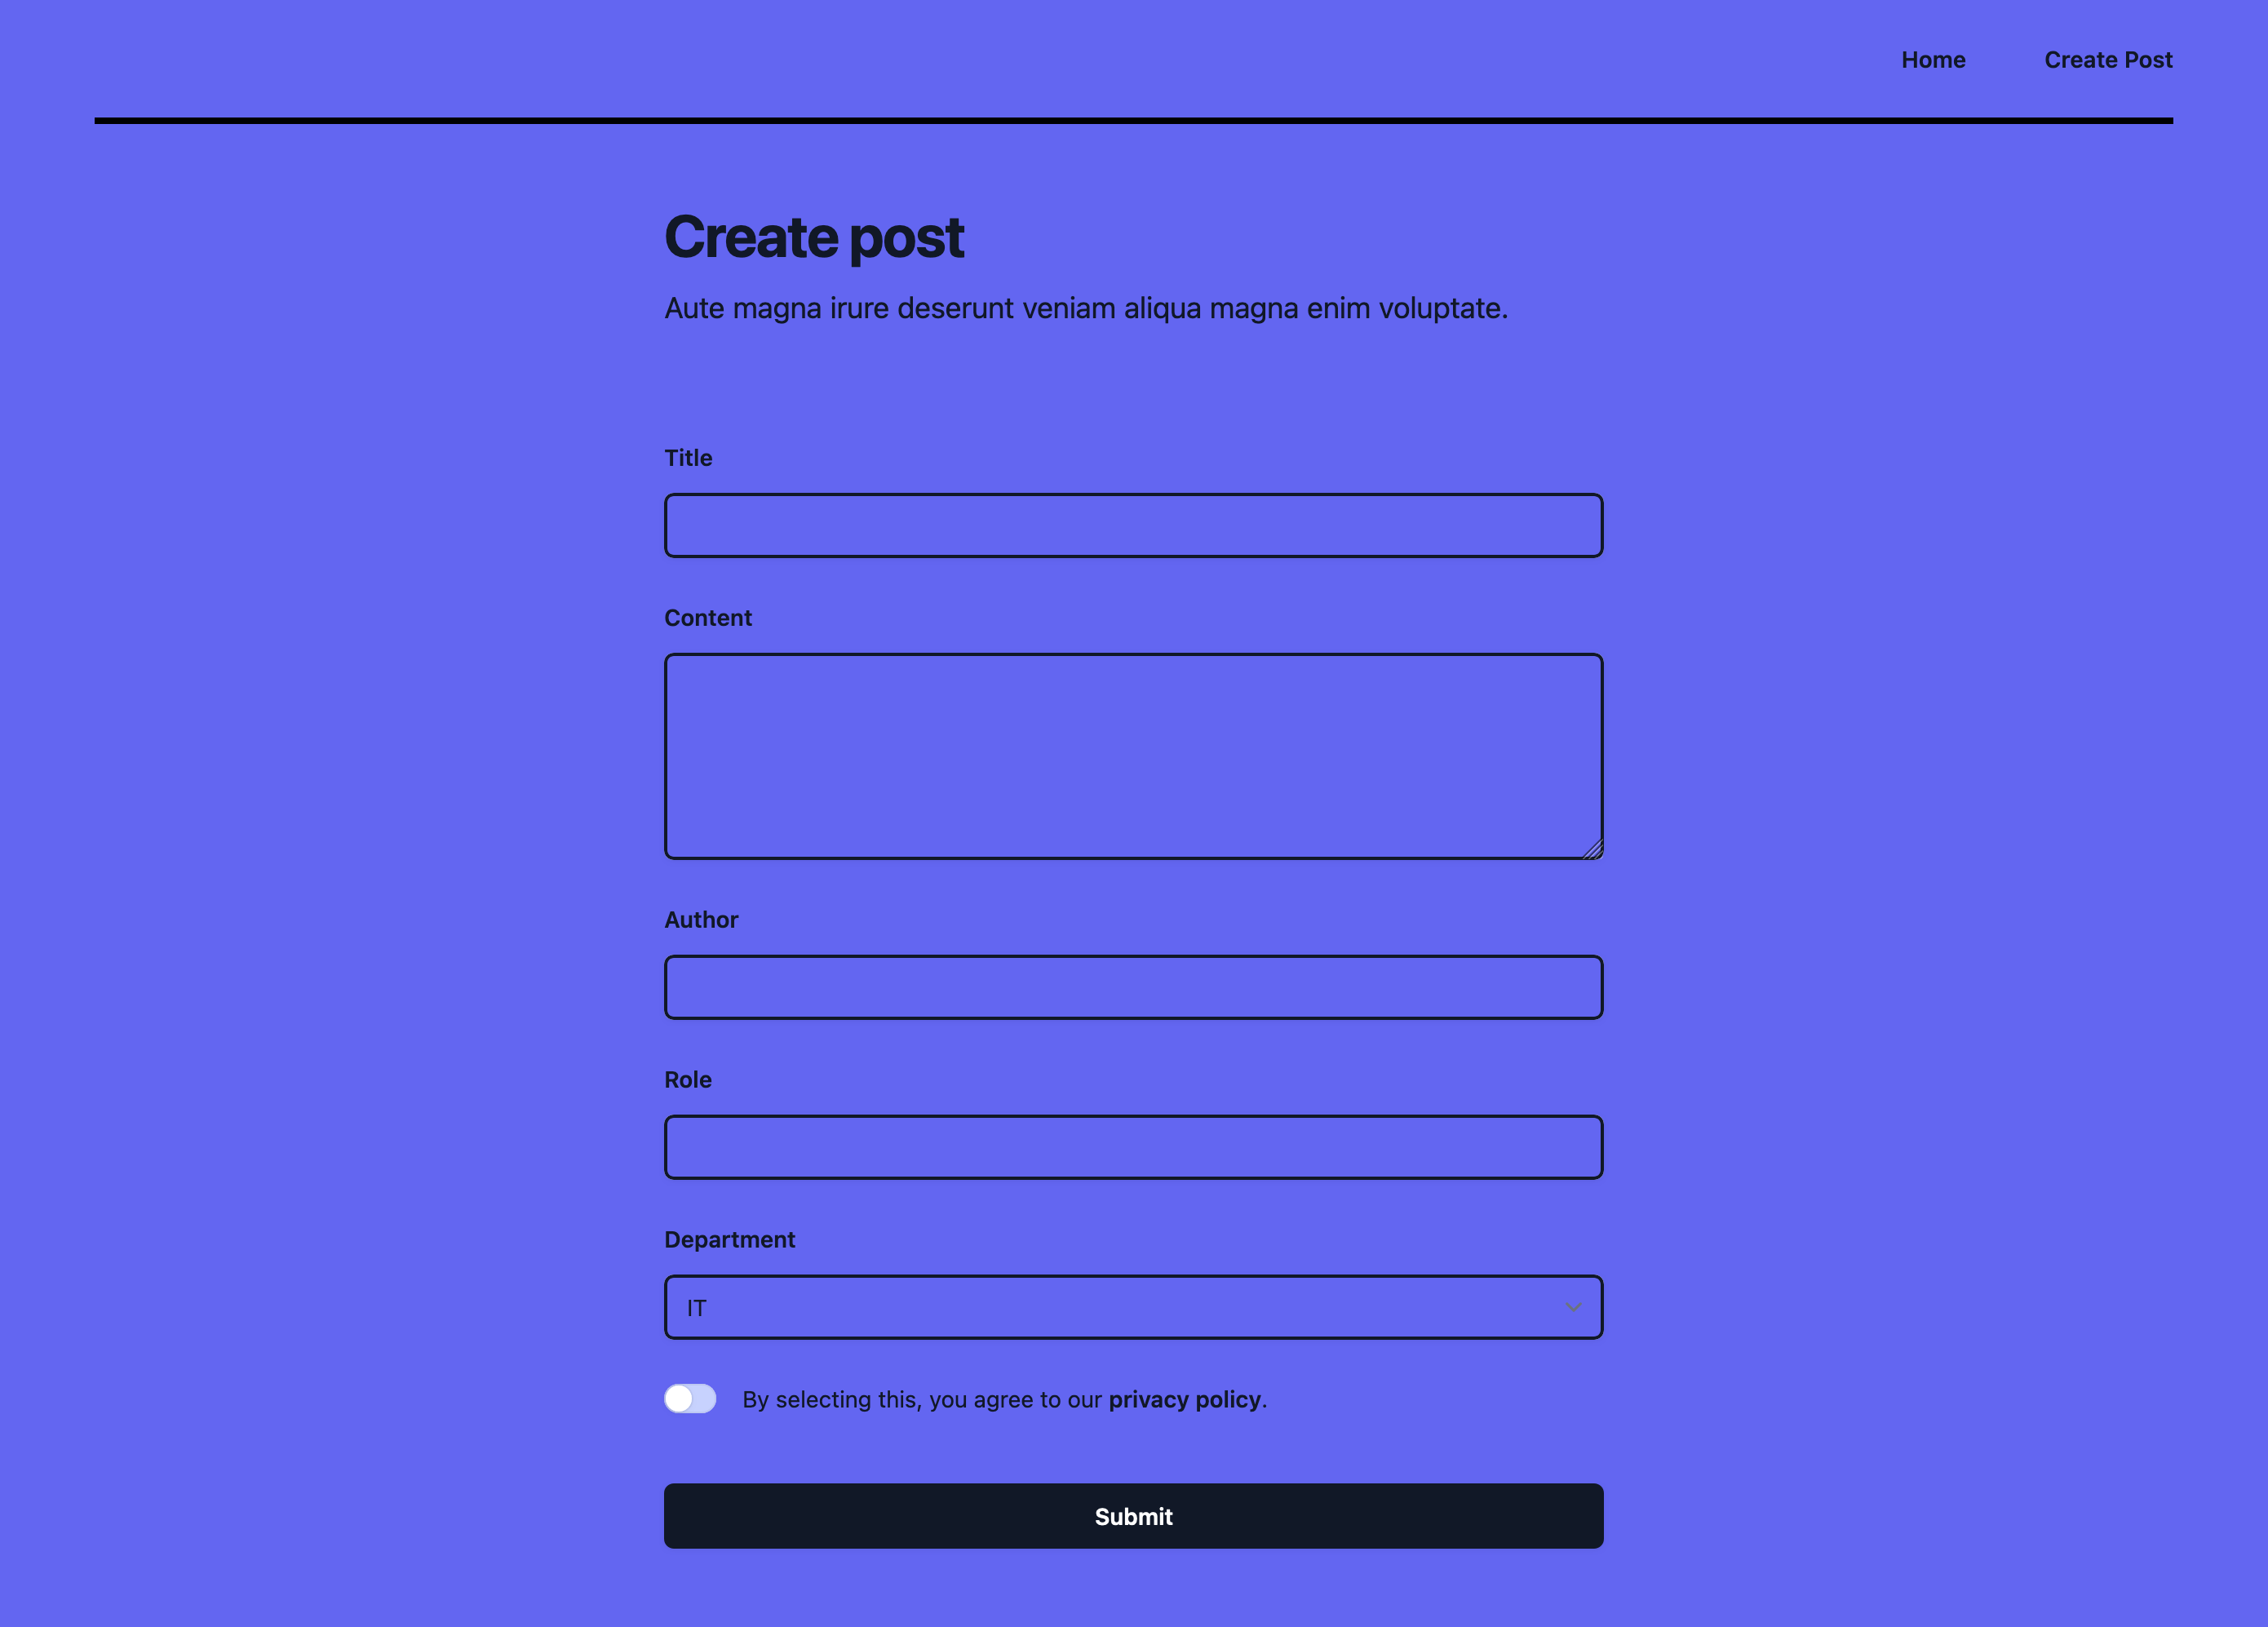 Home
Create Post
Create post
Aute magna irure deserunt veniam aliqua magna enim voluptate.
Title
Content
Author
Role
Department
IT
By selecting this, you agree to our privacy policy.
Submit